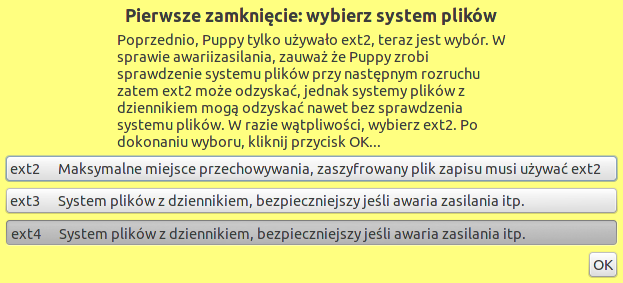 Pierwsze zamknięcie: wybierz system plików
Poprzednio, Puppy tylko używało ext2, teraz jest wybór. W
sprawie awariizasilania, zauważ że Puppy zrobi
sprawdzenie systemu plików przy następnym rozruchu
zatem ext2 może odzyskać, jednak systemy plików z
dziennikiem mogą odzyskać nawet bez sprawdzenia
systemu plików. W razie wątpliwości, wybierz ext2. Po
dokonaniu wyboru, kliknij przycisk OK...
ext2 Maksymalne miejsce przechowywania, zaszyfrowany plik zapisu musi używać ext2
ext3 System plików z dziennikiem, bezpieczniejszy jeśli awaria zasilania itp.
ext4 System plików z dziennikiem, bezpieczniejszy jeśli awaria zasilania itp.
OK